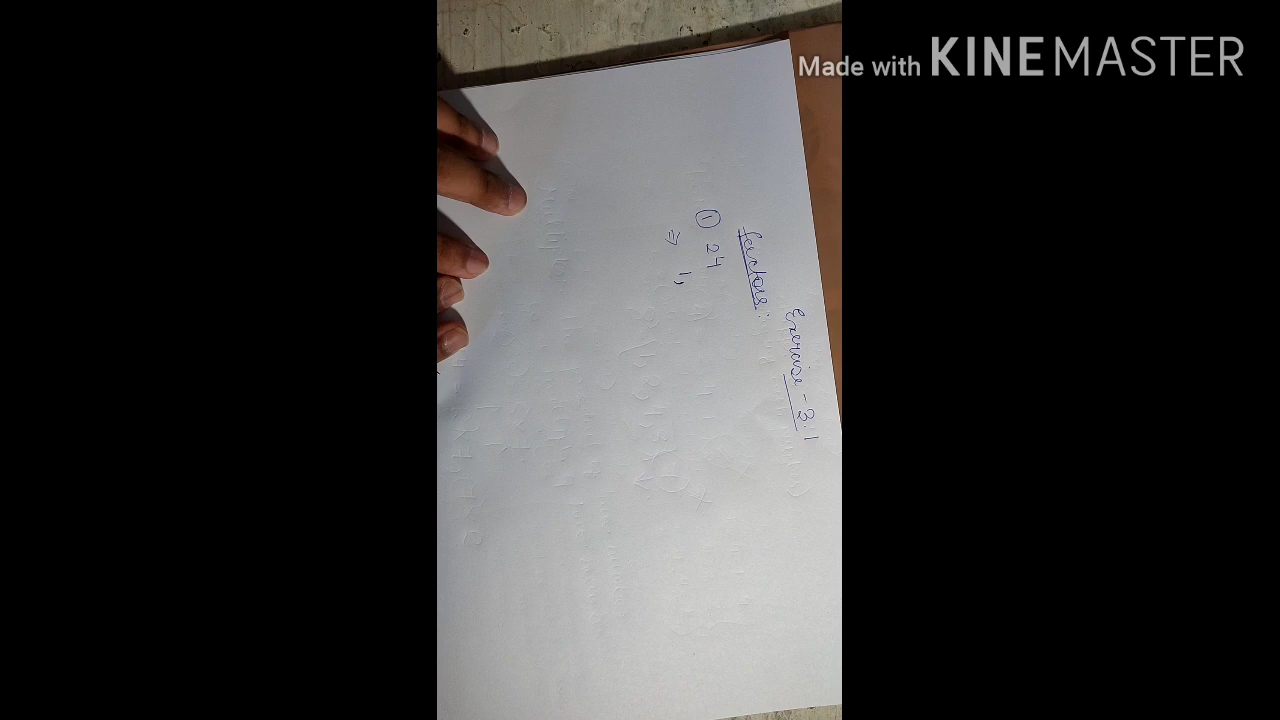 Made with KINEMASTER
Exercise - 3.1
factors:
① 24
⇒ 1,